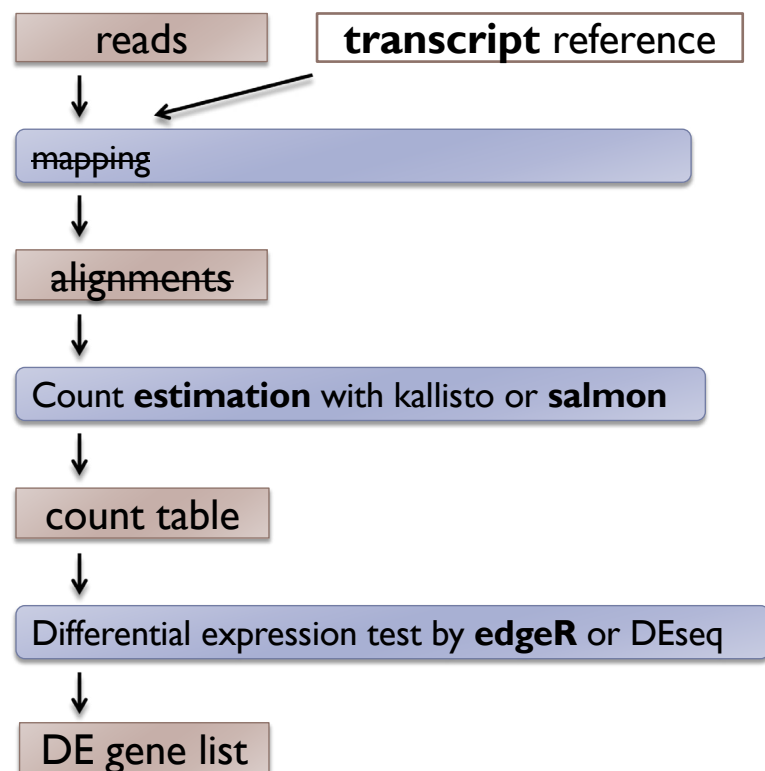 reads
transcript reference
mapping
alignments
Count estimation with kallisto or salmon
count table
Differential expression test by edgeR or DEseq
DE gene list